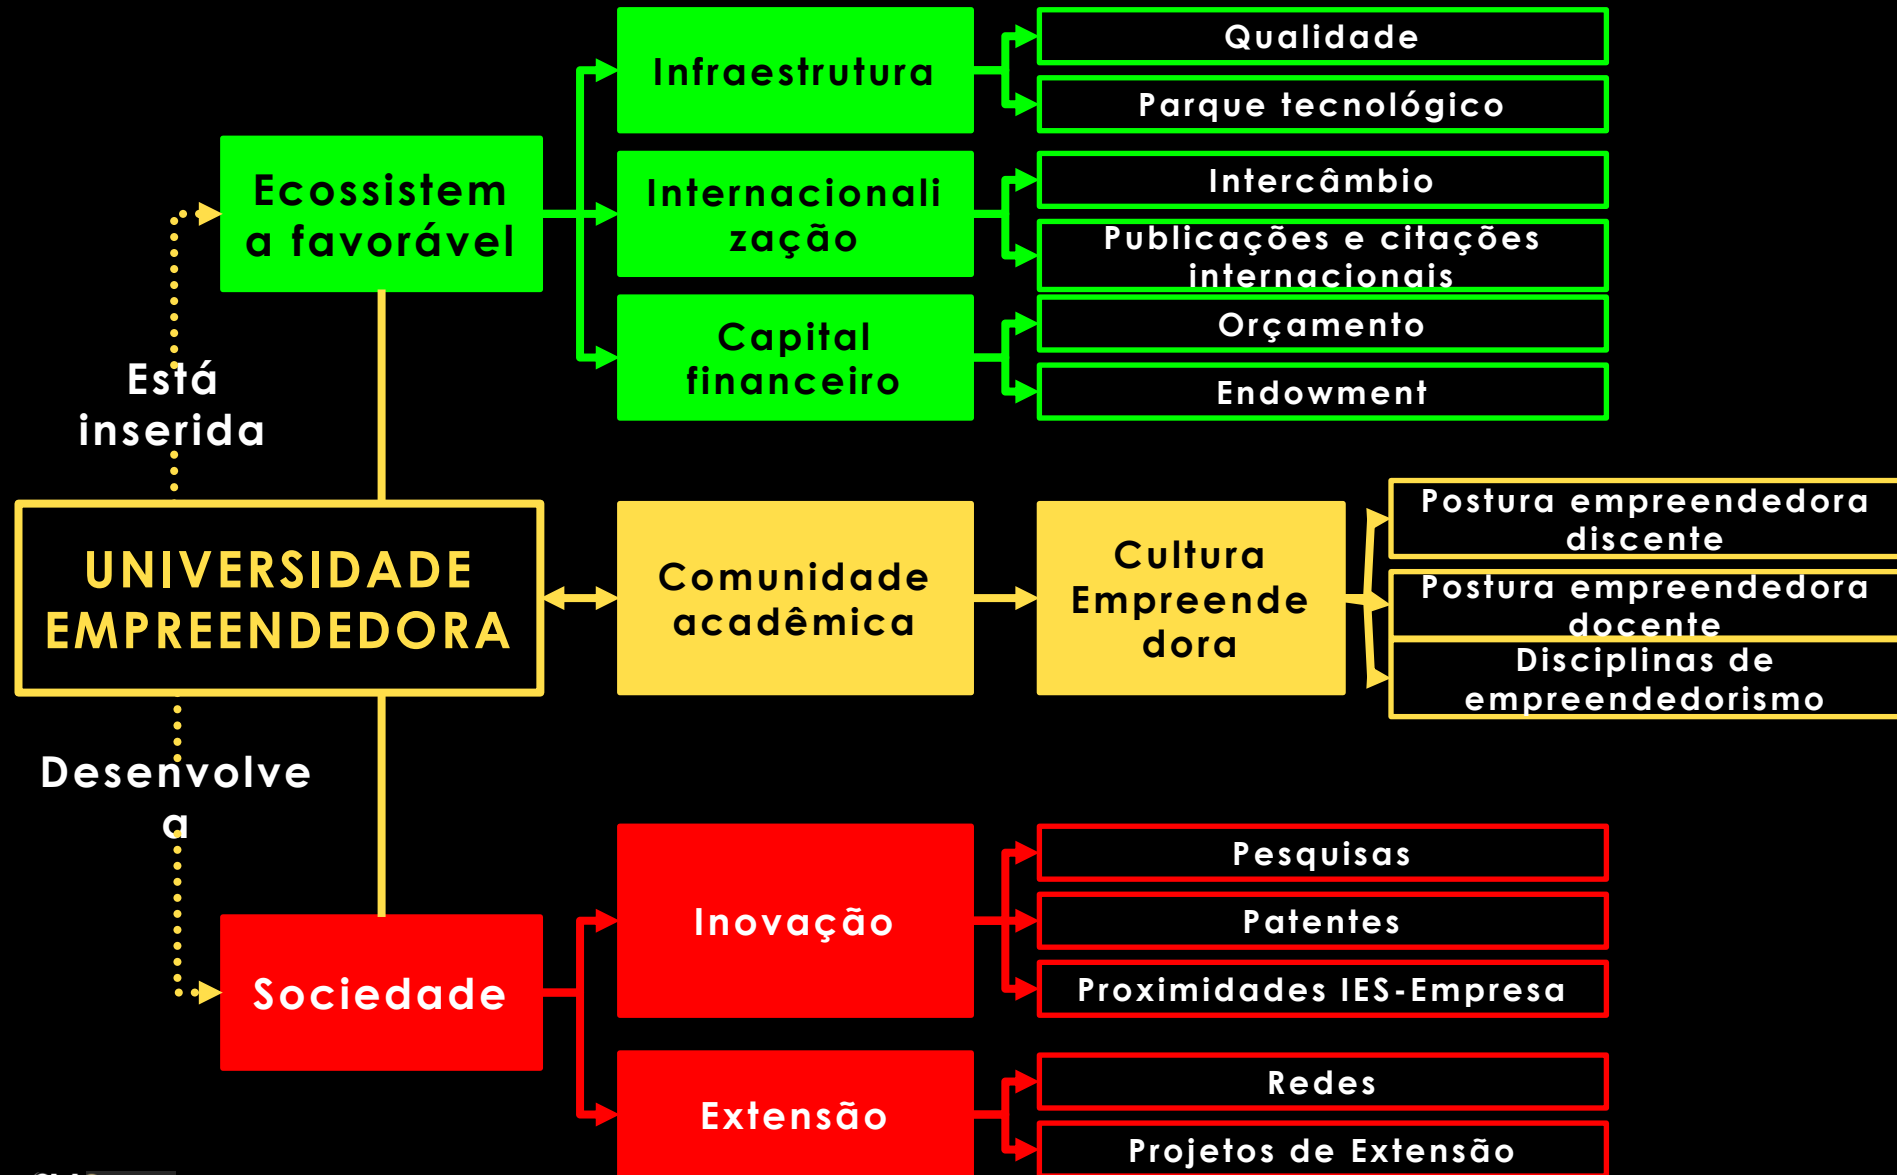 Qualidade
Infraestrutura
Parque tecnológico
Ecossistem
a favorável
Internacionali
zação
Intercâmbio
Publicações e citações
internacionais
Capital
financeiro
Orçamento
Endowment
Está
inserida
UNIVERSIDADE
EMPREENDEDORA
Comunidade
acadêmica
Cultura
Empreende
dora
Postura empreendedora
discente
Postura empreendedora
docente
Disciplinas de
empreendedorismo
Desenvolve
a
Sociedade
Inovação
Pesquisas
Patentes
Proximidades IES-Empresa
Extensão
Redes
Projetos de Extensão